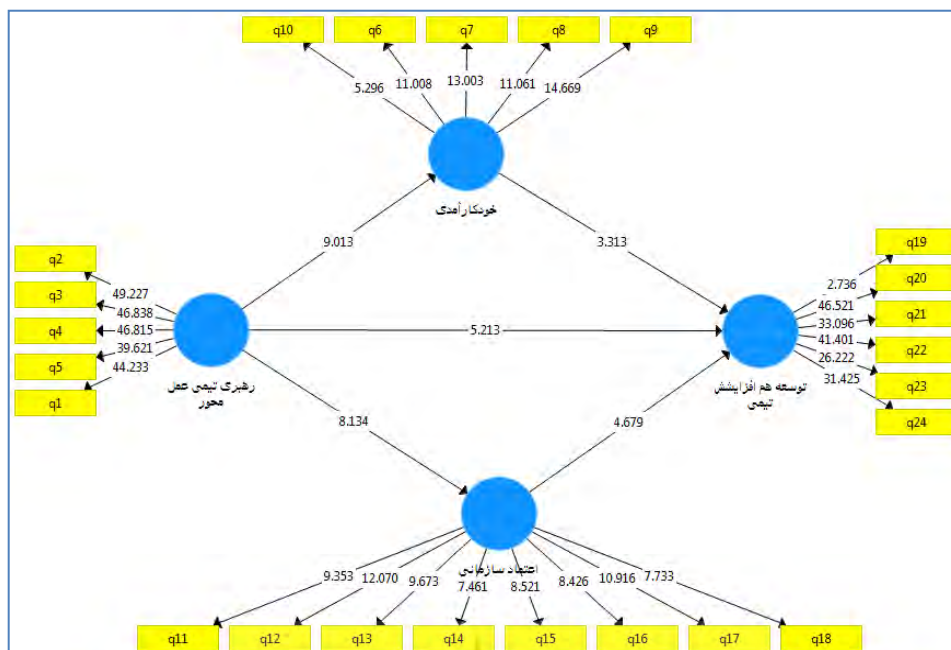 q10
q6
q7
q8
q9
5.296
11.008
13.003
11.061
14.669
خودکارآمدی
9.013
3.313
q2
q3
q4
q5
q1
49.227
46.838
46.815
39.621
44.233
رهبری تیمی عمل
محور
5.213
q19
q20
q21
q22
q23
q24
2.736
46.521
33.096
41.401
26.222
31.425
توسعه هم افزایشش
تیمی
8.134
4.679
اعتماد سازمانی
9.353
12.070
9.673
7.461
8.521
8.426
10.916
7.733
q11
q12
q13
q14
q15
q16
q17
q18